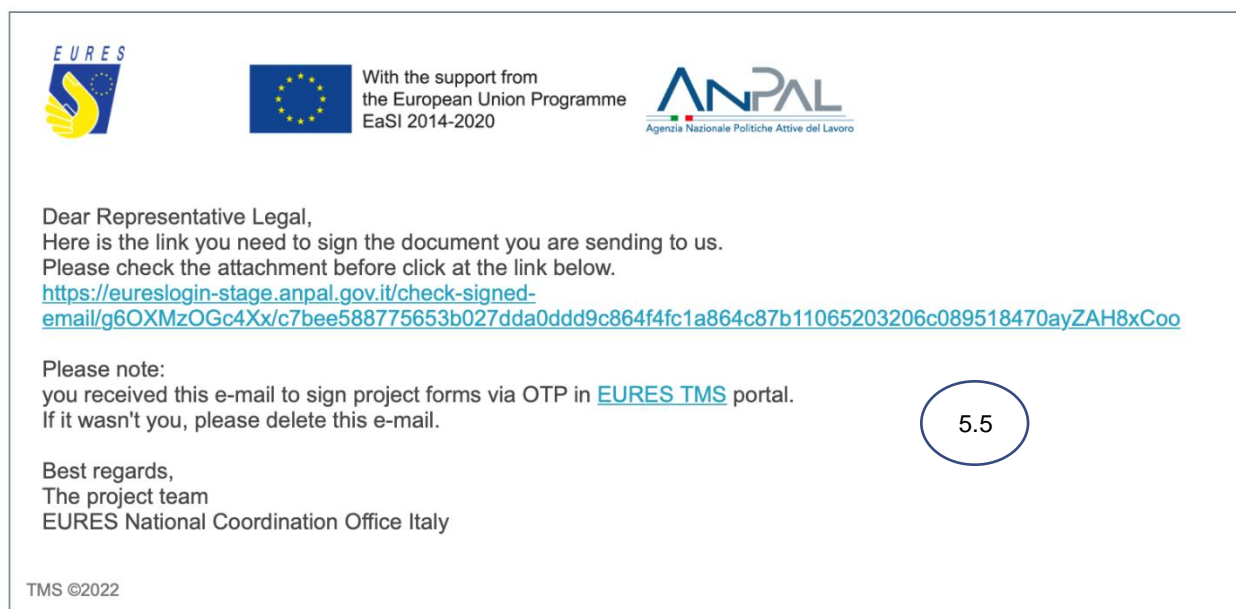 EURES
With the support from
the European Union Programme
EaSI 2014-2020
ANPAL
Agenzia Nazionale Politiche Attive del Lavoro
Dear Representative Legal,
Here is the link you need to sign the document you are sending to us.
Please check the attachment before click at the link below.
https://eureslogin-stage.anpal.gov.it/check-signed-
email/g6OXMzOGc4Xx/c7bee588775653b027dda0ddd9c864f4fc1a864c87b11065203206c089518470ayZAH8xCoo
Please note:
you received this e-mail to sign project forms via OTP in EURES TMS portal.
If it wasn't you, please delete this e-mail.
5.5
Best regards,
The project team
EURES National Coordination Office Italy
TMS ©2022